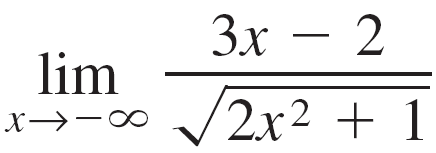 lim x→−∞ (3x − 2) / √(2x² + 1)